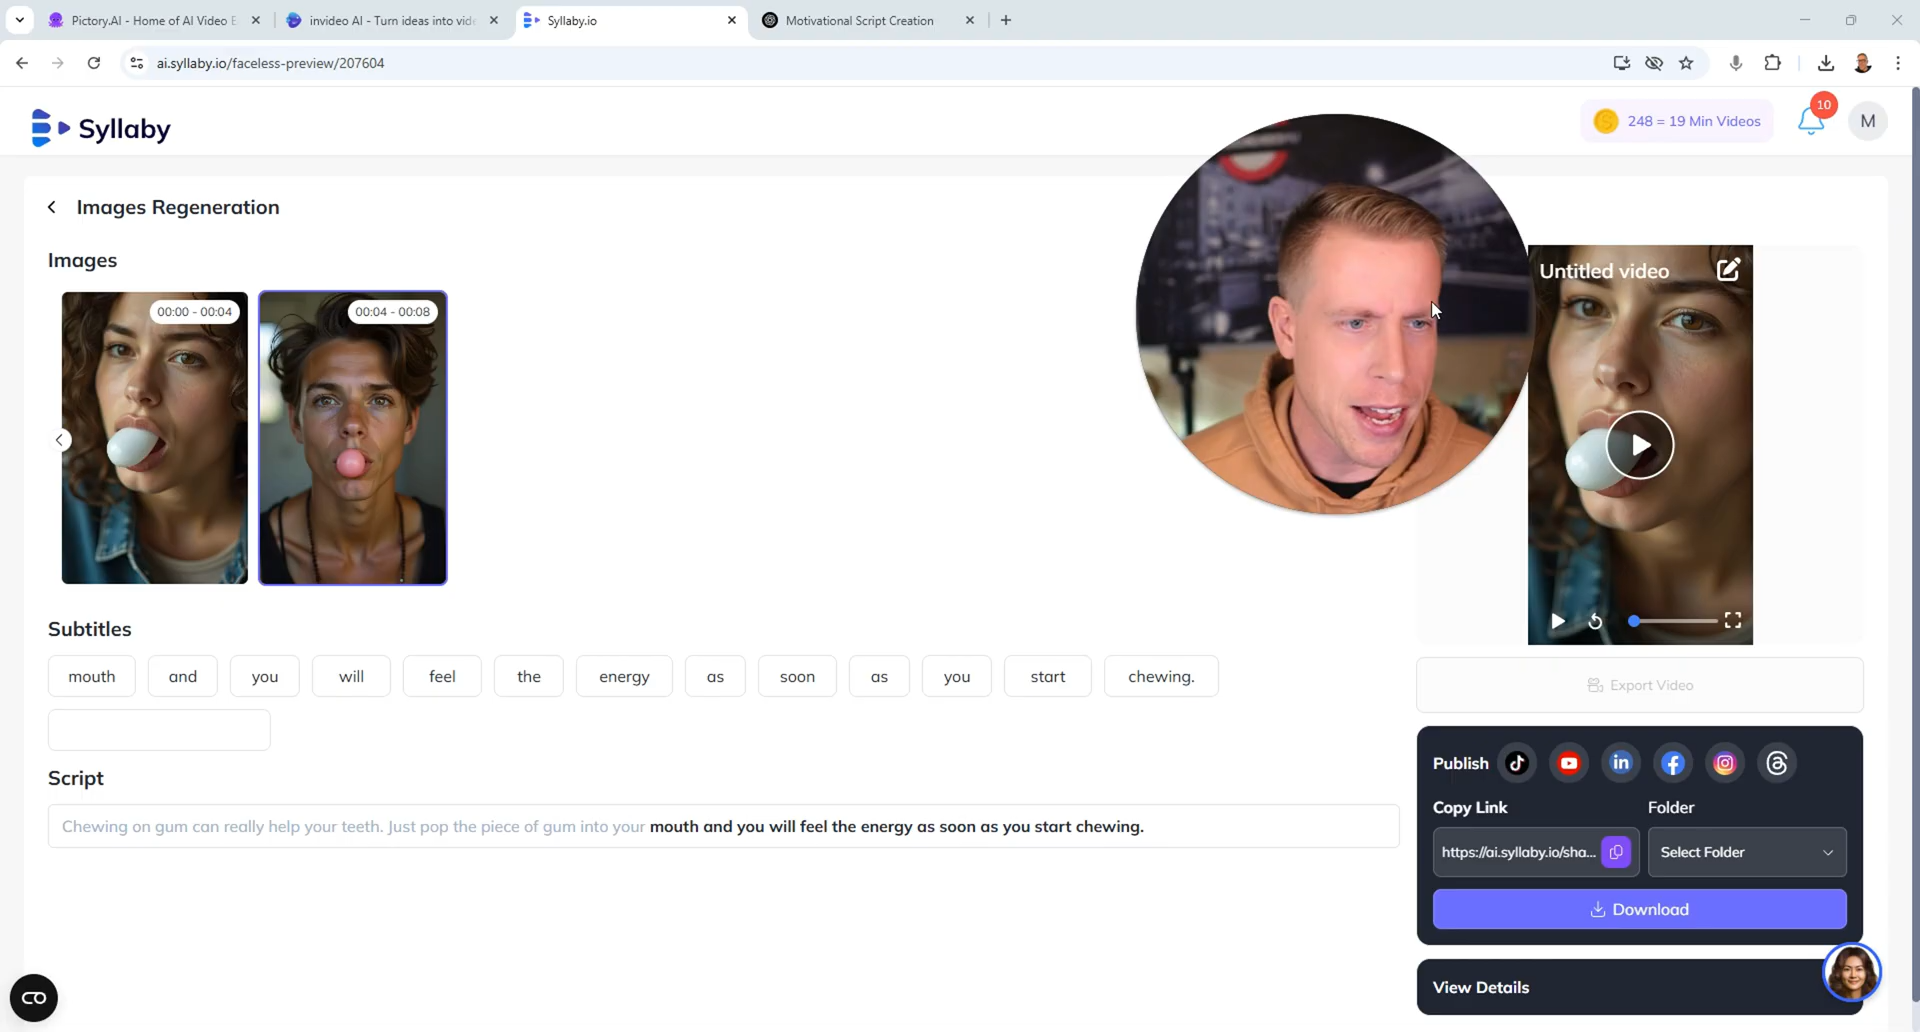 Pictory.AI - Home of AI Video E
invideo AI - Turn ideas into vide
Syllaby.io
Motivational Script Creation
ai.syllaby.io/faceless-preview/207604
Syllaby
248 = 19 Min Videos
10
M
Images Regeneration
Images
00:00 - 00:04
00:04 - 00:08
Untitled video
Subtitles
mouth and you will feel the energy as soon as you start chewing.
Export Video
Script
Chewing on gum can really help your teeth. Just pop the piece of gum into your mouth and you will feel the energy as soon as you start chewing.
Publish
Copy Link
Folder
https://ai.syllaby.io/sha...
Select Folder
Download
View Details